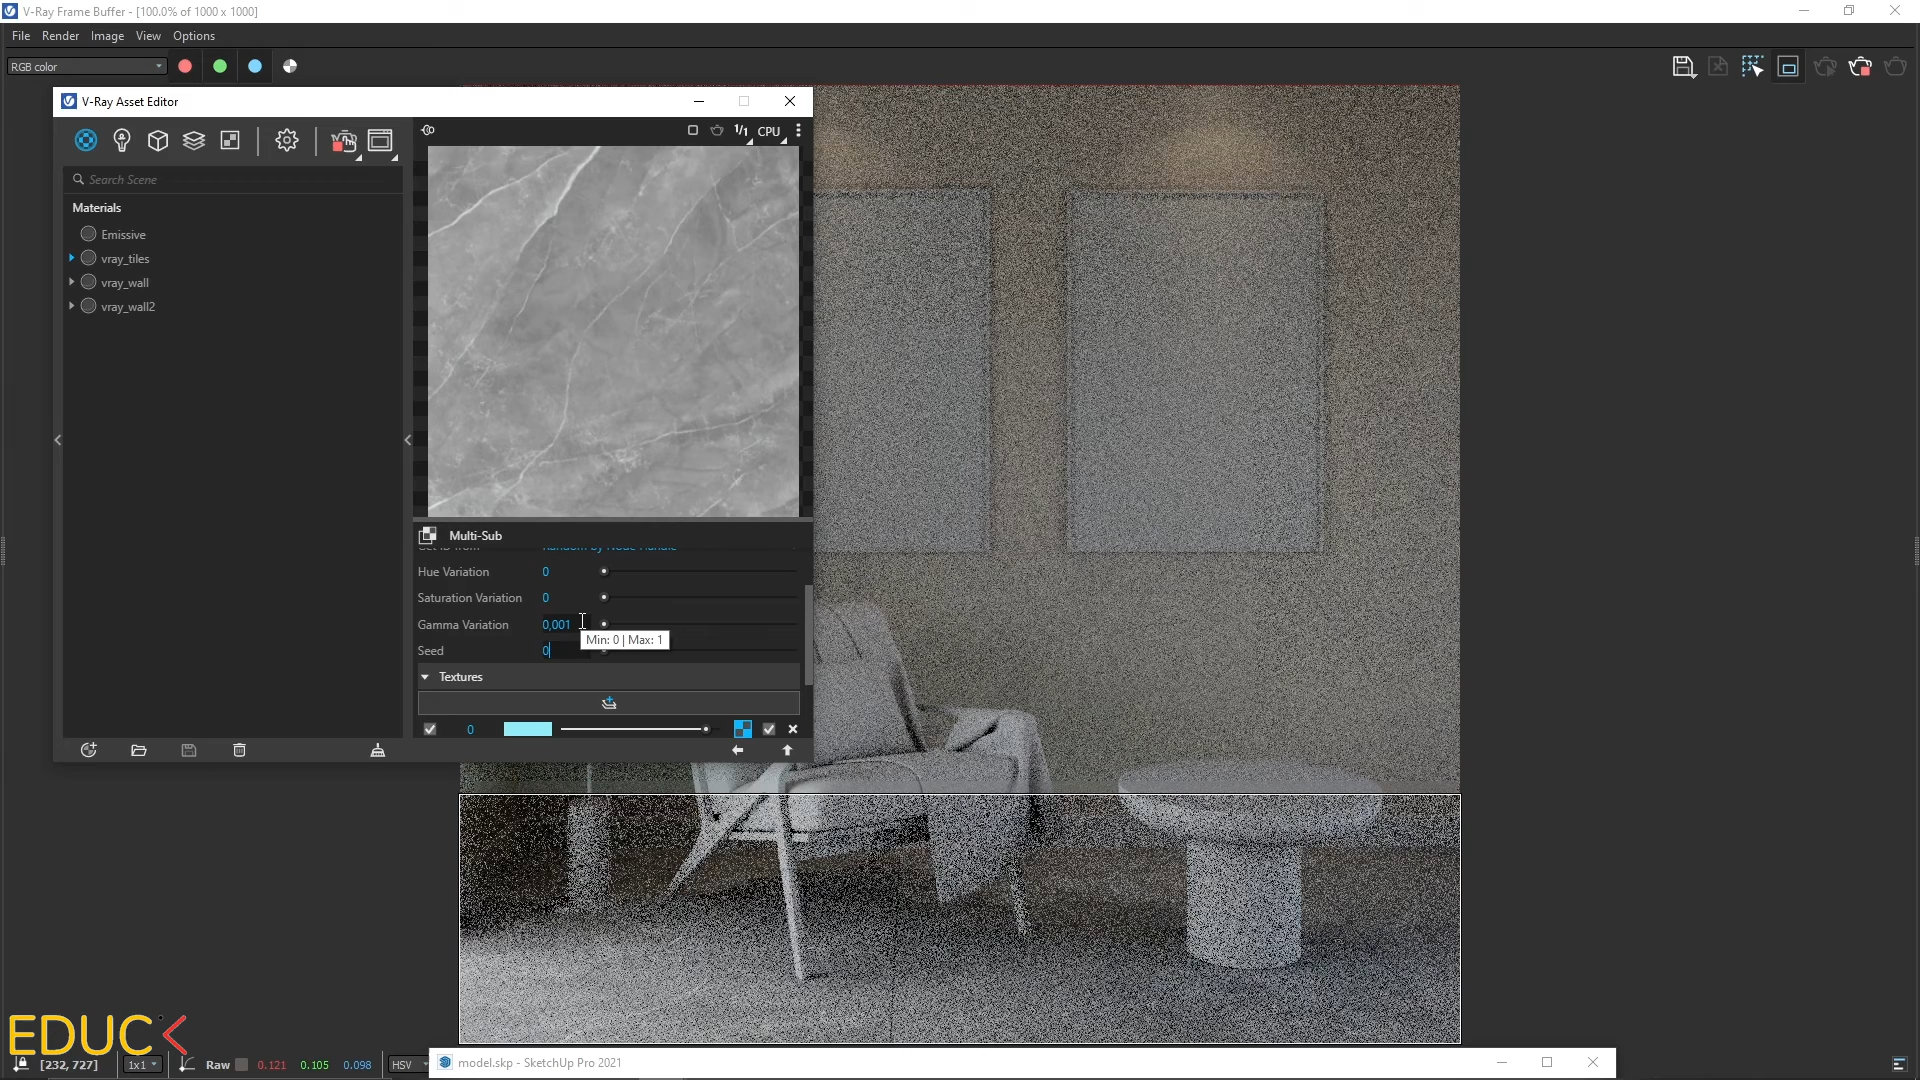 V-Ray Frame Buffer - [100.0% of 1000 x 1000]
File Render Image View Options
RGB color
V-Ray Asset Editor
1/1 CPU
Search Scene
Materials
Emissive
vray_tiles
vray_wall
vray_wall2
Multi-Sub
Hue Variation 0
Saturation Variation 0
Gamma Variation 0,001
Min: 0 | Max: 1
Seed 0
Textures
0
EDUC
[232, 727] 1x1 Raw 0.121 0.105 0.098 HSV
model.skp - SketchUp Pro 2021